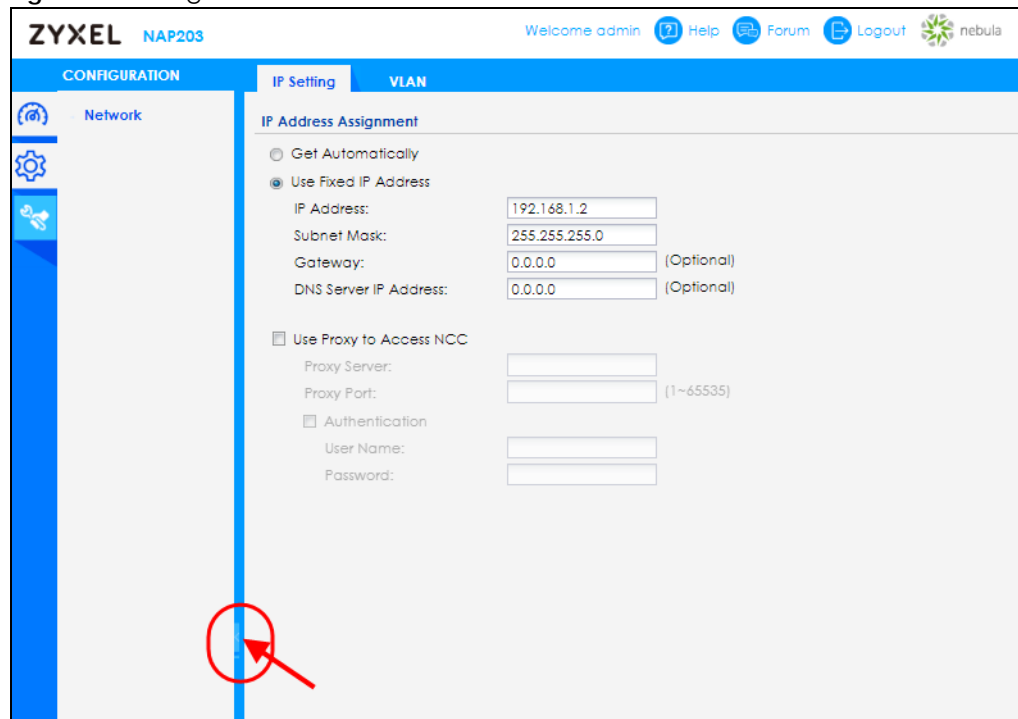 ZYXEL NAP203 Welcome admin Help Forum Logout nebula
CONFIGURATION IP Setting VLAN
Network
IP Address Assignment
Get Automatically
Use Fixed IP Address
IP Address: 192.168.1.2
Subnet Mask: 255.255.255.0
Gateway: 0.0.0.0 (Optional)
DNS Server IP Address: 0.0.0.0 (Optional)
Use Proxy to Access NCC
Proxy Server:
Proxy Port: (1~65535)
Authentication
User Name:
Password: